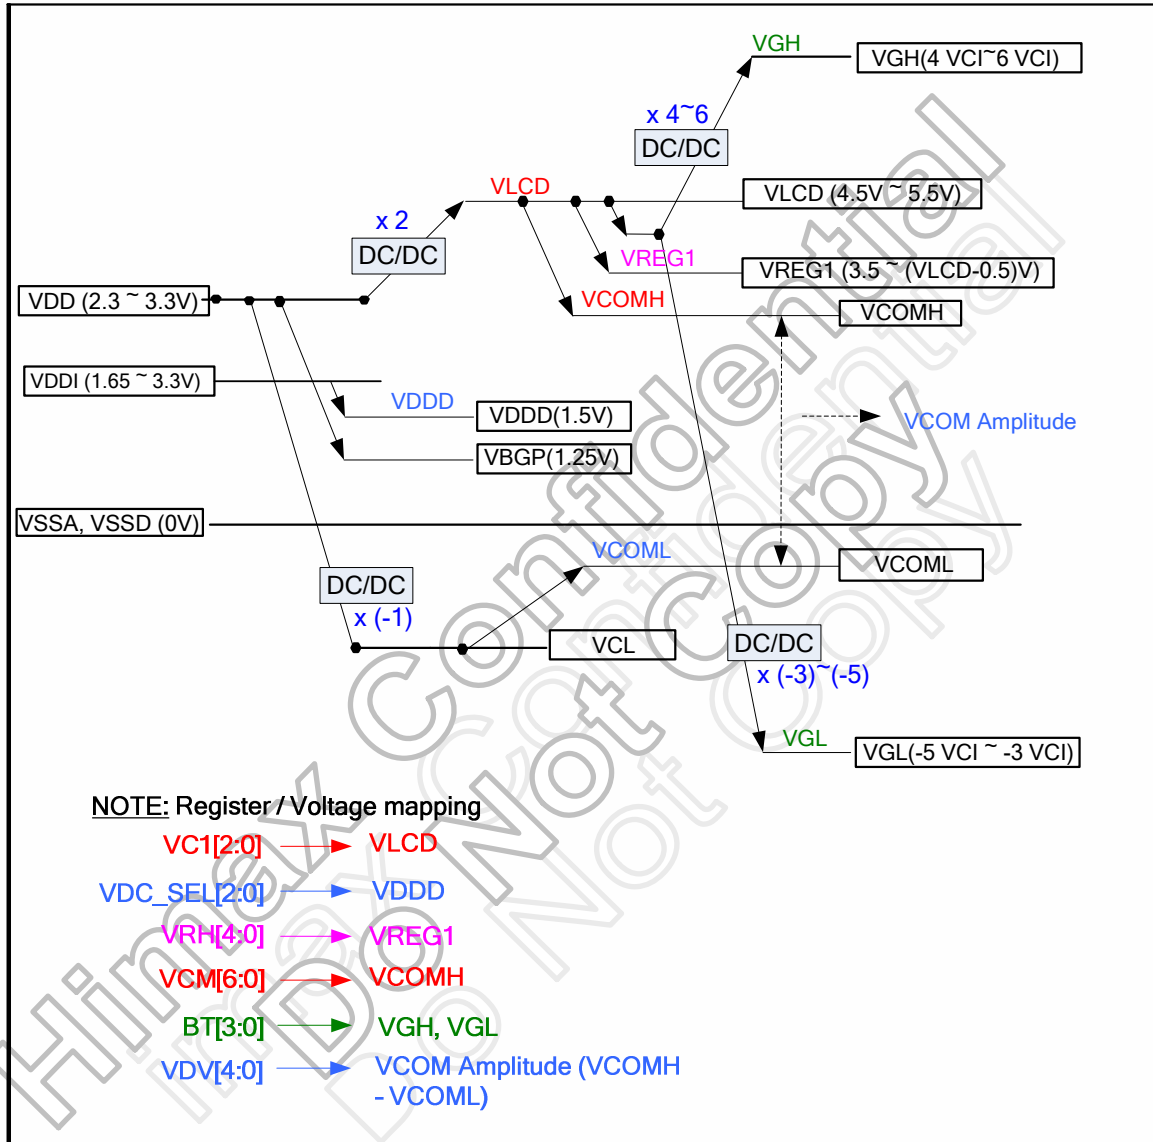 VGH
VGH(4 VCI~6 VCI)
x 4~6
DC/DC
VLCD
VLCD (4.5V ~ 5.5V)
x 2
DC/DC
VREG1
VREG1 (3.5 ~ (VLCD-0.5)V)
VDD (2.3 ~ 3.3V)
VCOMH
VCOMH
VDDI (1.65 ~ 3.3V)
VDDD
VDDD(1.5V)
VCOM Amplitude
VBGP(1.25V)
VSSA, VSSD (0V)
VCOML
VCOML
DC/DC
x (-1)
VCL
DC/DC
x (-3)~(-5)
VGL
VGL(-5 VCI ~ -3 VCI)
NOTE: Register / Voltage mapping
VC1[2:0] VLCD
VDC_SEL[2:0] VDDD
VRH[4:0] VREG1
VCM[6:0] VCOMH
BT[3:0] VGH, VGL
VDV[4:0] VCOM Amplitude (VCOMH
- VCOML)
Himax Confidential
Do Not Copy